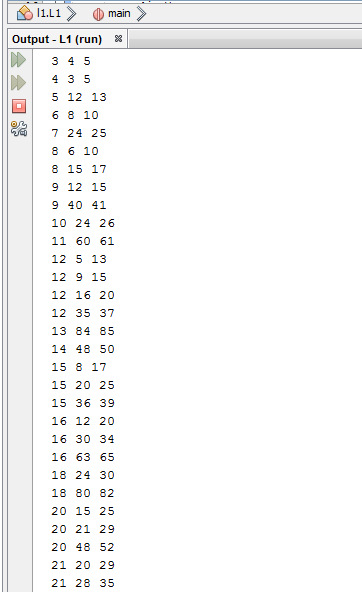 l1.L1 main
Output - L1 (run)
3 4 5
4 3 5
5 12 13
6 8 10
7 24 25
8 6 10
8 15 17
9 12 15
9 40 41
10 24 26
11 60 61
12 5 13
12 9 15
12 16 20
12 35 37
13 84 85
14 48 50
15 8 17
15 20 25
15 36 39
16 12 20
16 30 34
16 63 65
18 24 30
18 80 82
20 15 25
20 21 29
20 48 52
21 20 29
21 28 35